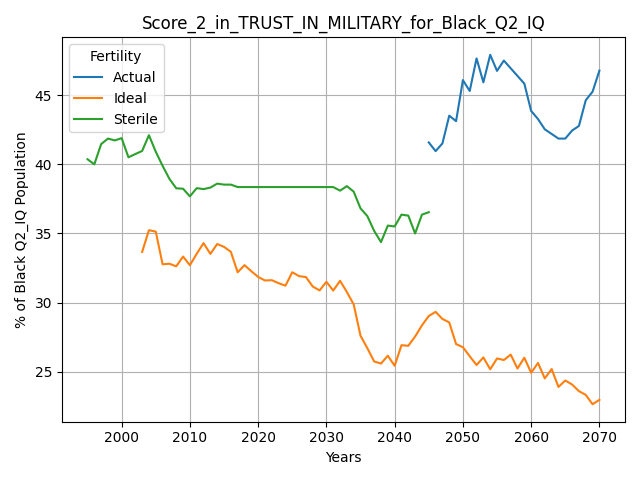 Score_2_in_TRUST_IN_MILITARY_for_Black_Q2_IQ
Fertility
Actual
Ideal
Sterile
% of Black Q2_IQ Population
45
40
35
30
25
2000
2010
2020
2030
2040
2050
2060
2070
Years